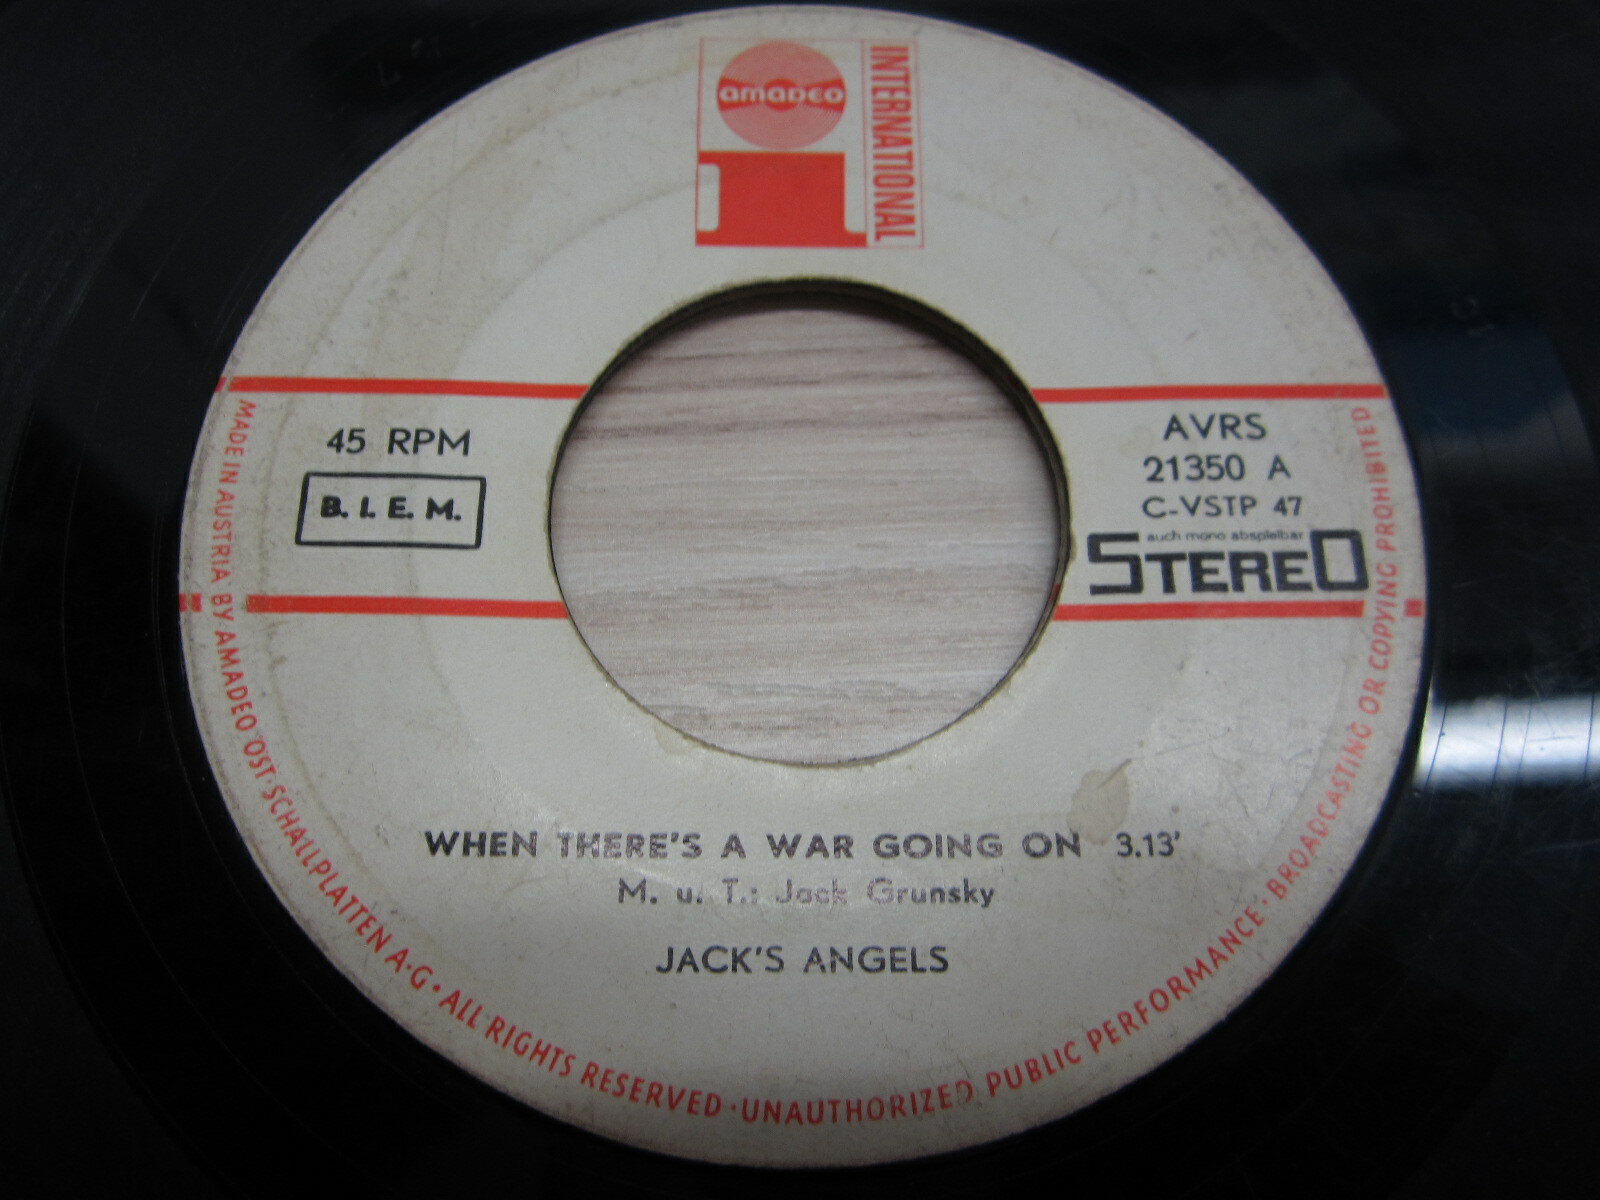 amadeo
INTERNATIONAL
45 RPM
B. I. E. M.
AVRS
21350 A
C-VSTP 47
auch mono abspielbar
STEREO
WHEN THERE'S A WAR GOING ON 3.13'
M. u. T.: Jack Grunsky
JACK'S ANGELS
MADE IN AUSTRIA BY AMADEO ÖST. SCHALLPLATTEN A.G • ALL RIGHTS RESERVED · UNAUTHORIZED PUBLIC PERFORMANCE · BROADCASTING OR COPYING PROHIBITED